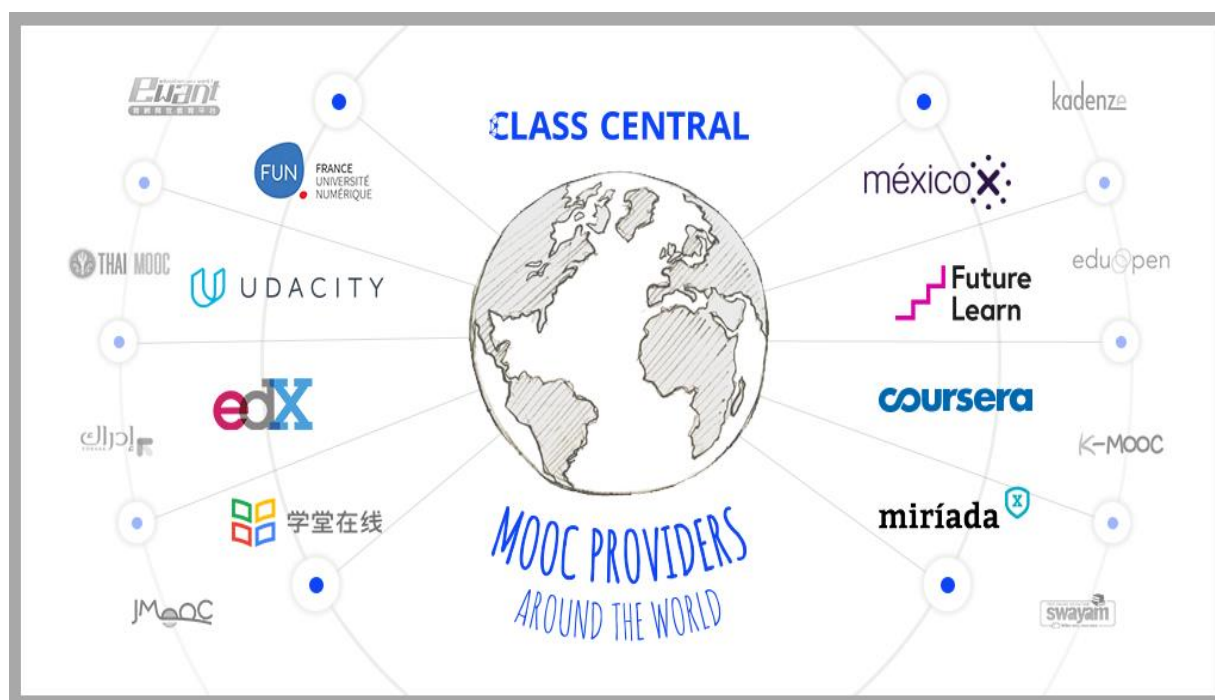 CLASS CENTRAL
ewant
FUN
FRANCE
UNIVERSITÉ
NUMÉRIQUE
THAI MOOC
UDACITY
edX
إدراك
学堂在线
JMOOC
kadenze
méxicoX
eduOpen
Future
Learn
coursera
K-MOOC
miríada X
swayam
MOOC PROVIDERS
AROUND THE WORLD